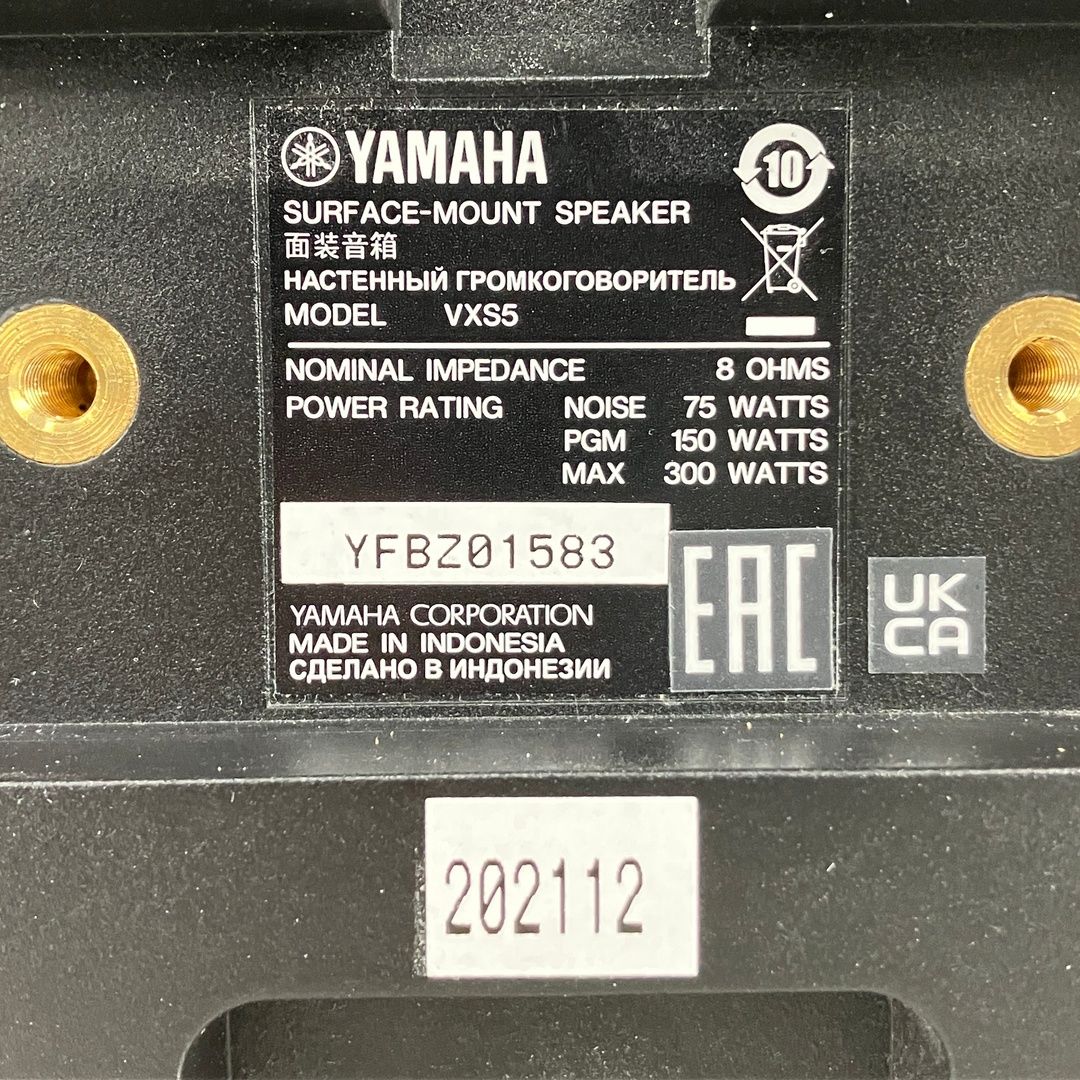 YAMAHA
10
SURFACE-MOUNT SPEAKER
面装音箱
НАСТЕННЫЙ ГРОМКОГОВОРИТЕЛЬ
MODEL VXS5
NOMINAL IMPEDANCE 8 OHMS
POWER RATING NOISE 75 WATTS
PGM 150 WATTS
MAX 300 WATTS
YFBZ01583
EAC
UK
CA
YAMAHA CORPORATION
MADE IN INDONESIA
СДЕЛАНО В ИНДОНЕЗИИ
202112